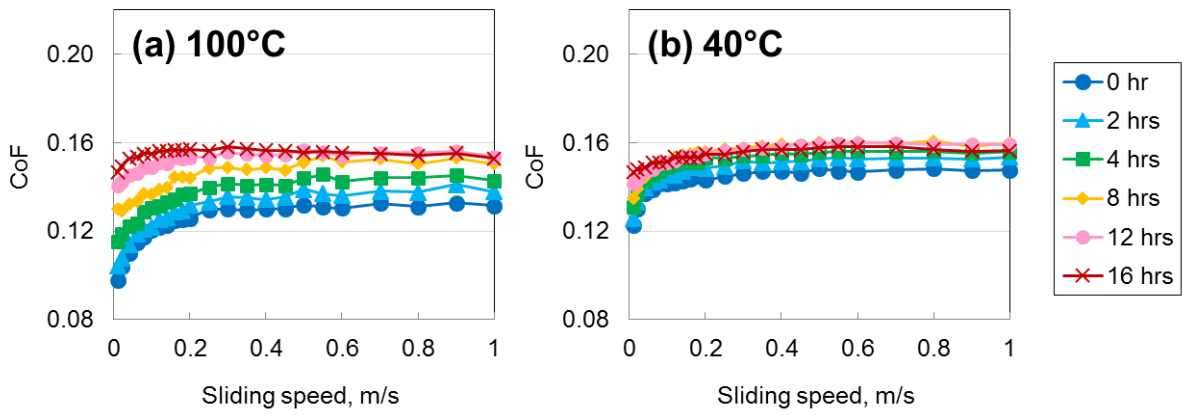 (a) 100°C
0.20
0.16
0.12
0.08
CoF
0 0.2 0.4 0.6 0.8 1
Sliding speed, m/s
(b) 40°C
0.20
0.16
0.12
0.08
CoF
0 0.2 0.4 0.6 0.8 1
Sliding speed, m/s
0 hr
2 hrs
4 hrs
8 hrs
12 hrs
16 hrs